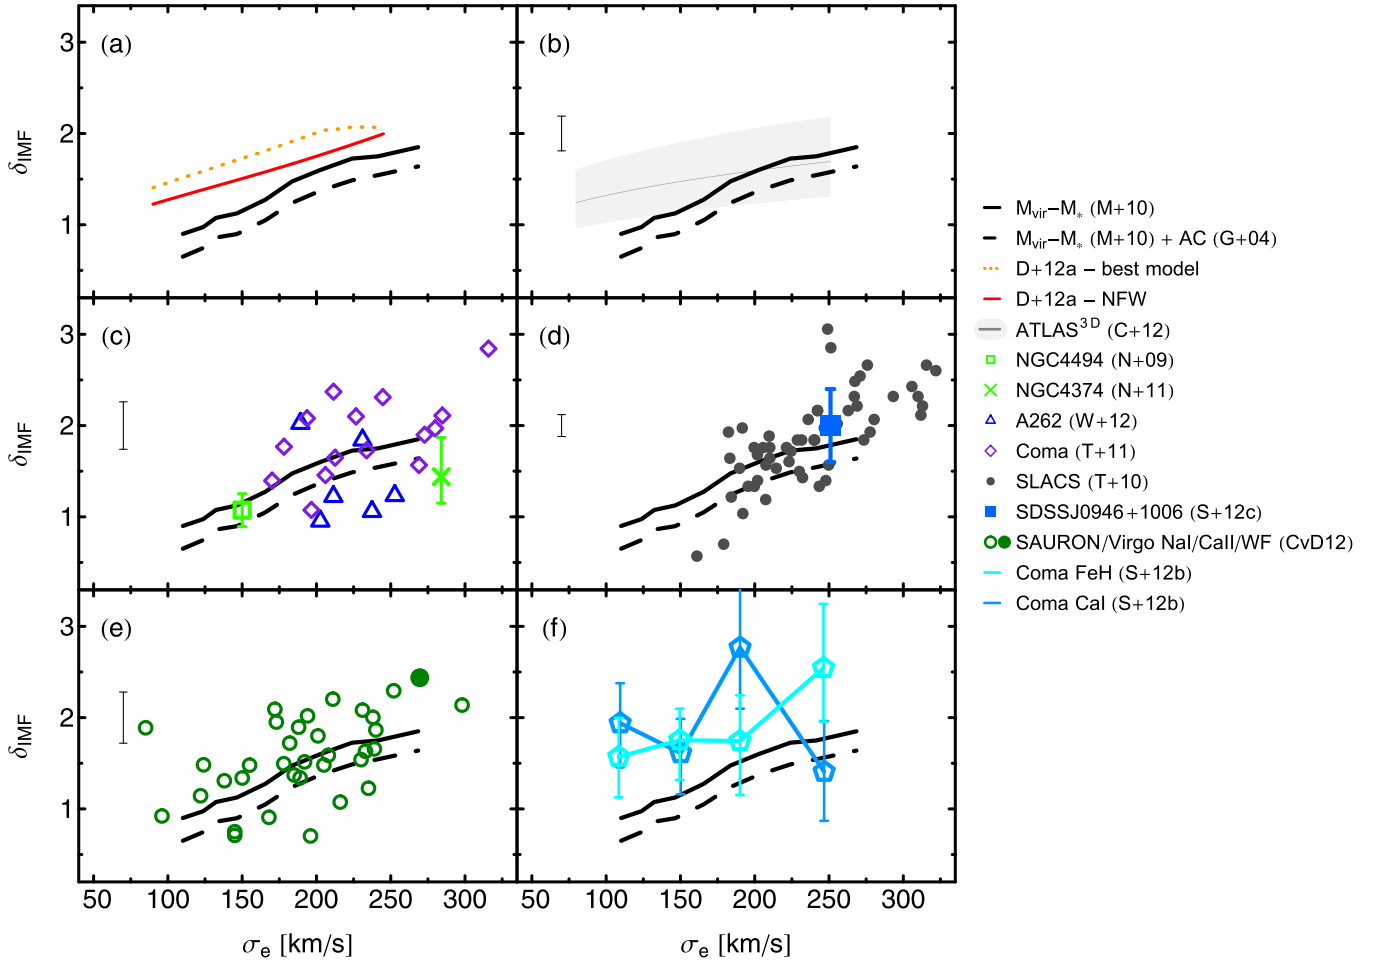 (a)
(b)
3
2
1
δIMF
(c)
(d)
3
2
1
δIMF
(e)
(f)
3
2
1
δIMF
50 100 150 200 250 300
50 100 150 200 250 300
σe [km/s]
σe [km/s]
Mvir−M* (M+10)
Mvir−M* (M+10) + AC (G+04)
D+12a − best model
D+12a − NFW
ATLAS3D (C+12)
NGC4494 (N+09)
NGC4374 (N+11)
A262 (W+12)
Coma (T+11)
SLACS (T+10)
SDSSJ0946+1006 (S+12c)
SAURON/Virgo NaI/CaII/WF (CvD12)
Coma FeH (S+12b)
Coma CaI (S+12b)